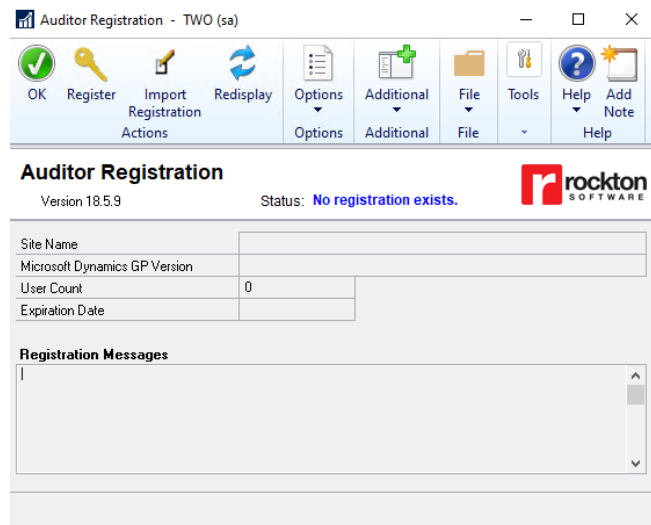 Auditor Registration - TWO (sa)
OK
Register
Import
Registration
Redisplay
Options
Additional
File
Tools
Help
Add
Note
Actions
Options
Additional
File
Help
Auditor Registration
Version 18.5.9
Status: No registration exists.
rockton
SOFTWARE
Site Name
Microsoft Dynamics GP Version
User Count 0
Expiration Date
Registration Messages